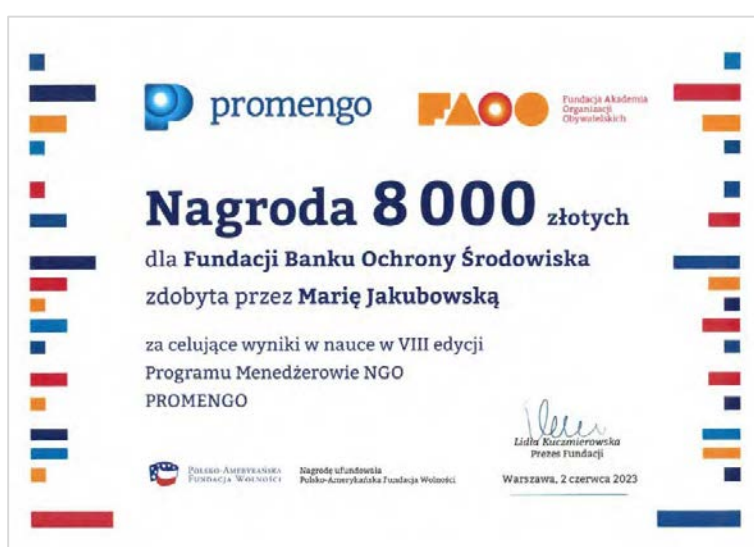 promengo
FAOO
Fundacja Akademia
Organizacji
Obywatelskich
Nagroda 8 000 złotych
dla Fundacji Banku Ochrony Środowiska
zdobyta przez Marię Jakubowską
za celujące wyniki w nauce w VIII edycji
Programu Menedżerowie NGO
PROMENGO
Lidia Kuczmierowska
Prezes Fundacji
Polsko-Amerykańska
Fundacja Wolności
Nagrodę ufundowała
Polsko-Amerykańska Fundacja Wolności
Warszawa, 2 czerwca 2023